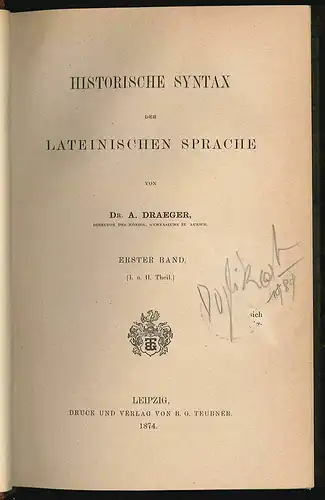 HISTORISCHE SYNTAX
DER
LATEINISCHEN SPRACHE
VON
DR. A. DRAEGER,
DIRECTOR DES KÖNIGL. GYMNASIUMS ZU AURICH.
ERSTER BAND.
(I. u. II. Theil.)
1989
LEIPZIG,
DRUCK UND VERLAG VON B. G. TEUBNER.
1874.